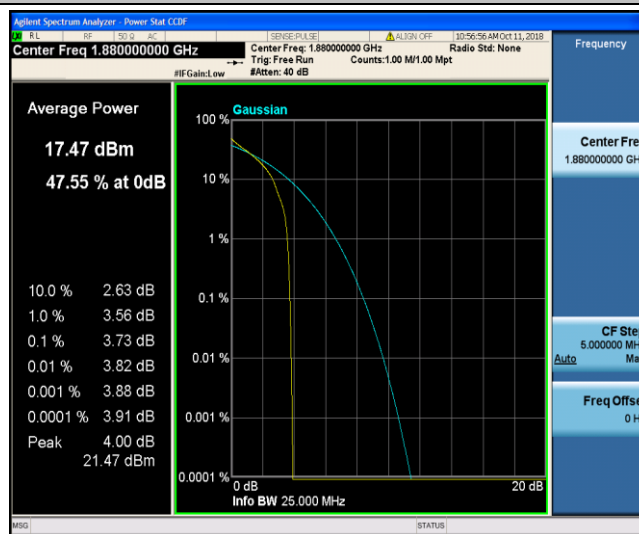 Agilent Spectrum Analyzer - Power Stat CCDF
RL RF 50 Ω AC SENSE:PULSE ALIGN OFF 10:56:56 AM Oct 11, 2018
Center Freq 1.880000000 GHz
Center Freq: 1.880000000 GHz Radio Std: None
Trig: Free Run Counts:1.00 M/1.00 Mpt
#IFGain:Low #Atten: 40 dB
Frequency
Average Power
17.47 dBm
47.55 % at 0dB
10.0 % 2.63 dB
1.0 % 3.56 dB
0.1 % 3.73 dB
0.01 % 3.82 dB
0.001 % 3.88 dB
0.0001 % 3.91 dB
Peak 4.00 dB
21.47 dBm
Gaussian
100 %
10 %
1 %
0.1 %
0.01 %
0.001 %
0.0001 %
0 dB 20 dB
Info BW 25.000 MHz
Center Fre
1.880000000 GH
CF Ste
5.000000 MH
Auto Ma
Freq Offse
0 H
MSG STATUS